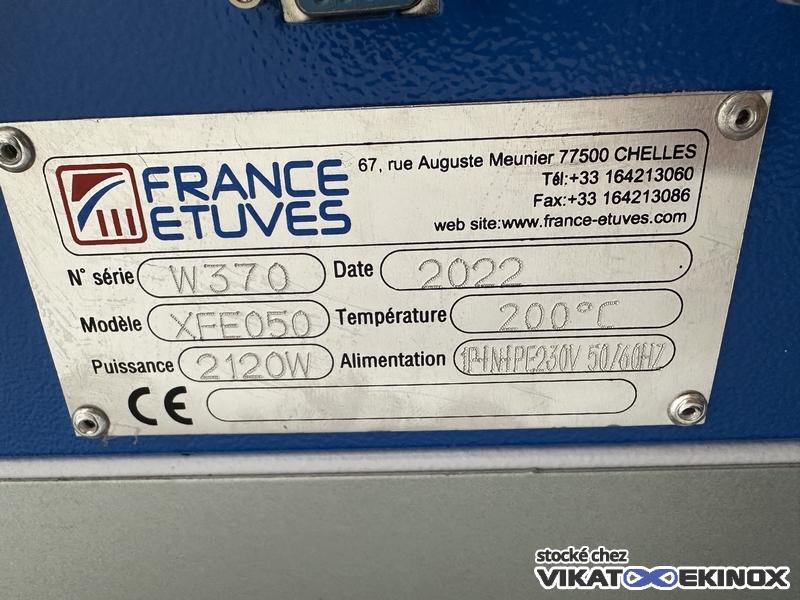 FRANCE ETUVES
67, rue Auguste Meunier 77500 CHELLES
Tél:+33 164213060
Fax:+33 164213086
web site:www.france-etuves.com
N° série W370 Date 2022
Modèle XFE050 Température 200°C
Puissance 2120W Alimentation 1P+N+PE230V 50/60HZ
CE
stocké chez
VIKAT EKINOX